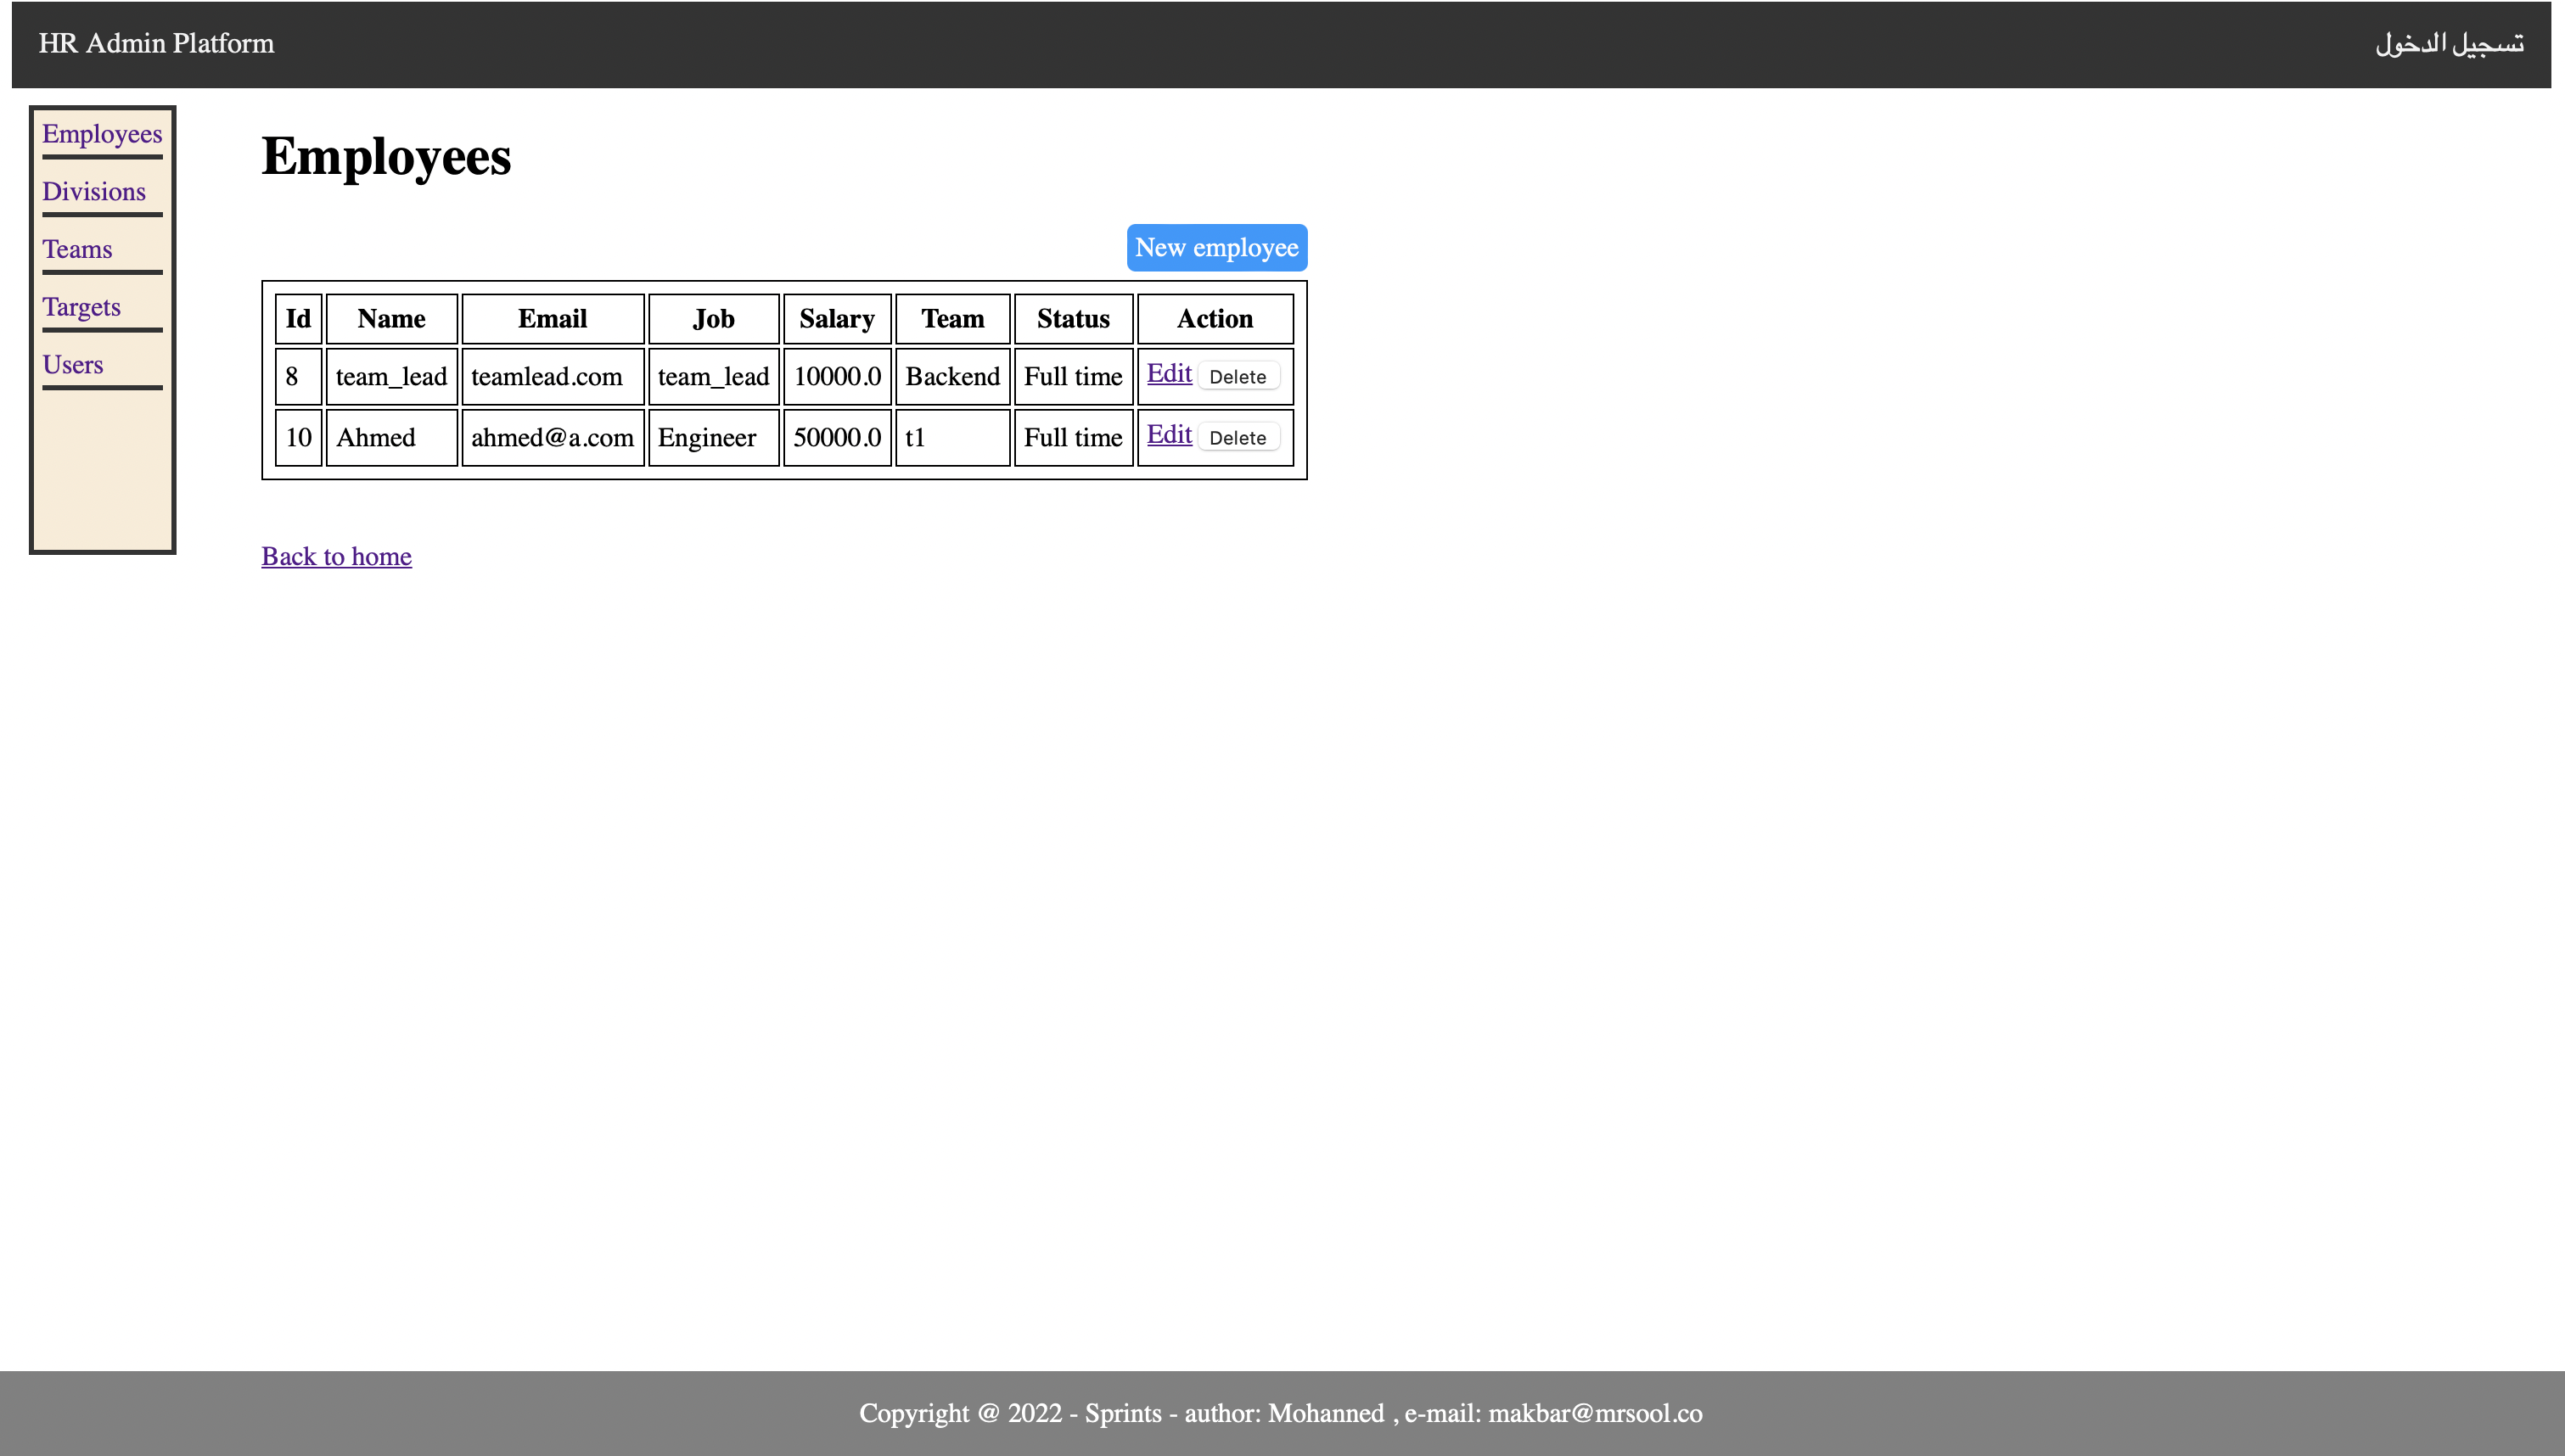 HR Admin Platform تسجيل الدخول
Employees
Divisions
Teams
Targets
Users
Employees
New employee
Id Name Email Job Salary Team Status Action
8 team_lead teamlead.com team_lead 10000.0 Backend Full time Edit Delete
10 Ahmed ahmed@a.com Engineer 50000.0 t1 Full time Edit Delete
Back to home
Copyright @ 2022 - Sprints - author: Mohanned , e-mail: makbar@mrsool.co